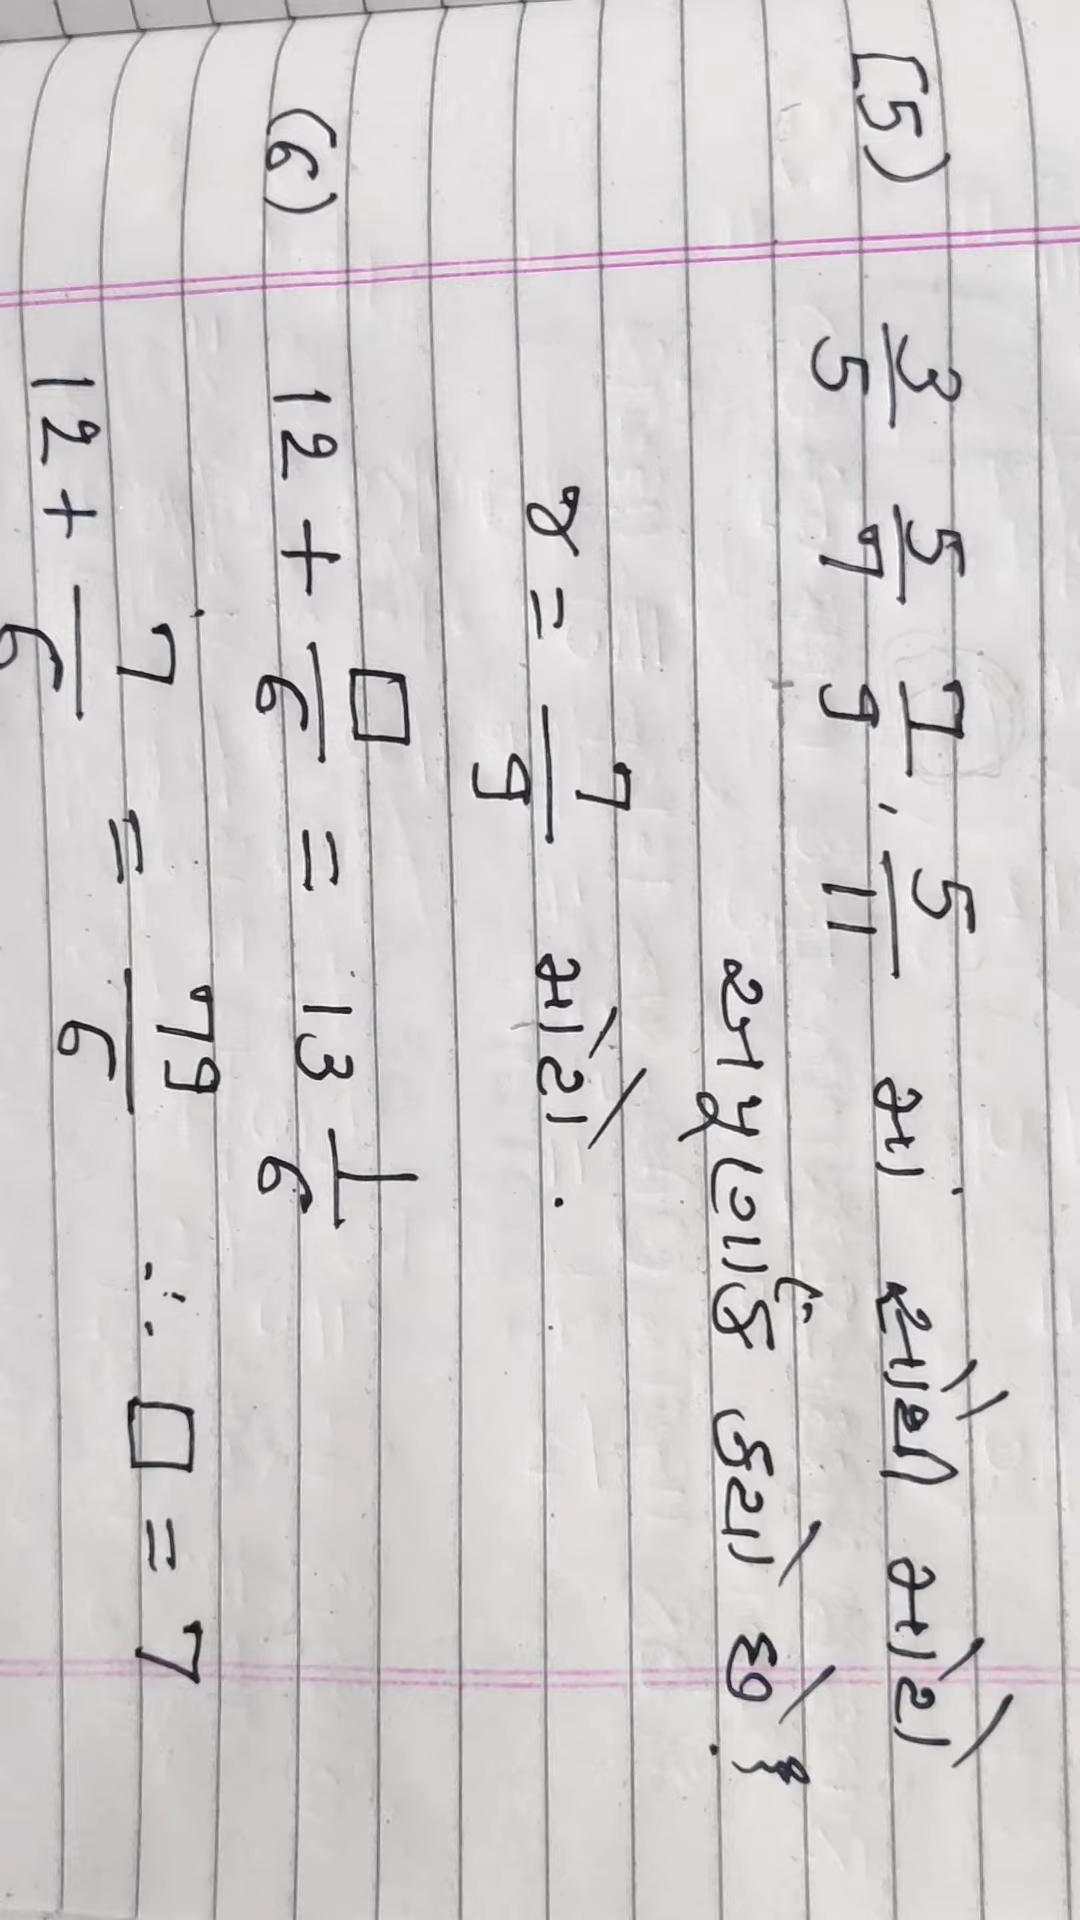 (5) 3/5 5/7 7/9, 5/11 માં સૌથી મોટો
અપૂર્ણાંક કયો છે?
જ = 7/9 મોટો.
(6) 12 + □/6 = 13 1/6
12 + 7/6 = 79/6 ∴ □ = 7